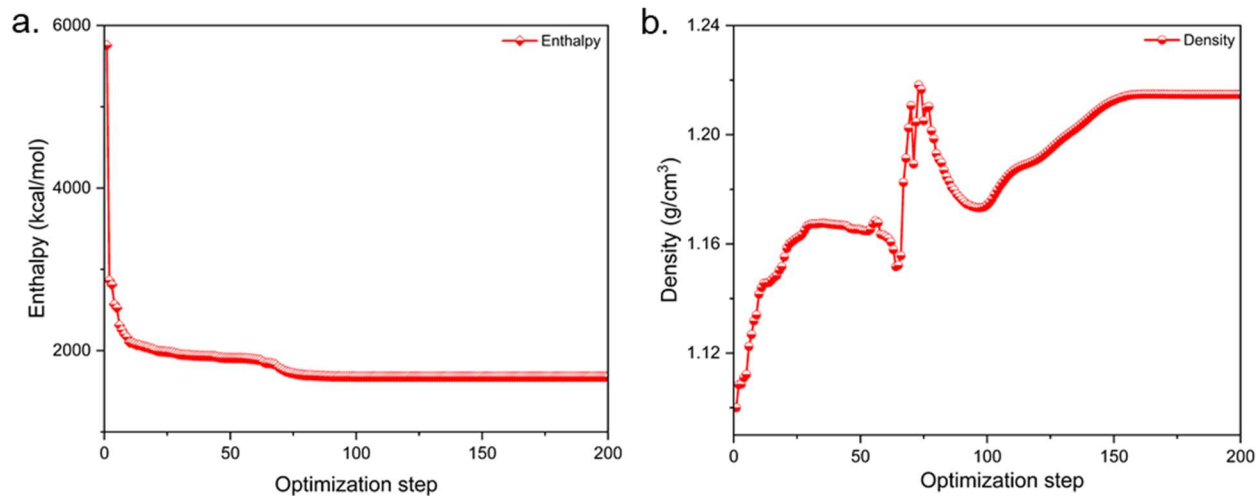 a.
Enthalpy
Enthalpy (kcal/mol)
6000
4000
2000
0
50
100
150
200
Optimization step
b.
Density
Density (g/cm³)
1.24
1.20
1.16
1.12
0
50
100
150
200
Optimization step